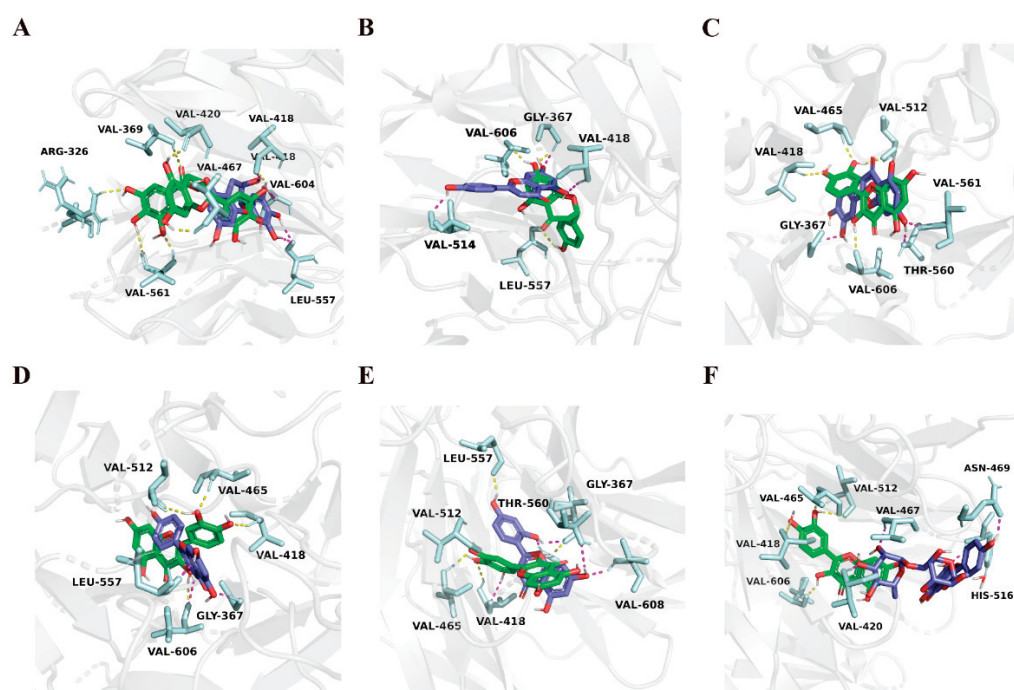 A
VAL-420
VAL-418
VAL-369
ARG-326
VAL-418
VAL-467
VAL-604
VAL-561
LEU-557
B
GLY-367
VAL-606
VAL-418
VAL-514
LEU-557
C
VAL-465
VAL-512
VAL-418
VAL-561
GLY-367
THR-560
VAL-606
D
VAL-512
VAL-465
VAL-418
LEU-557
GLY-367
VAL-606
E
LEU-557
GLY-367
THR-560
VAL-512
VAL-608
VAL-465
VAL-418
F
ASN-469
VAL-512
VAL-465
VAL-467
VAL-418
VAL-606
HIS-516
VAL-420